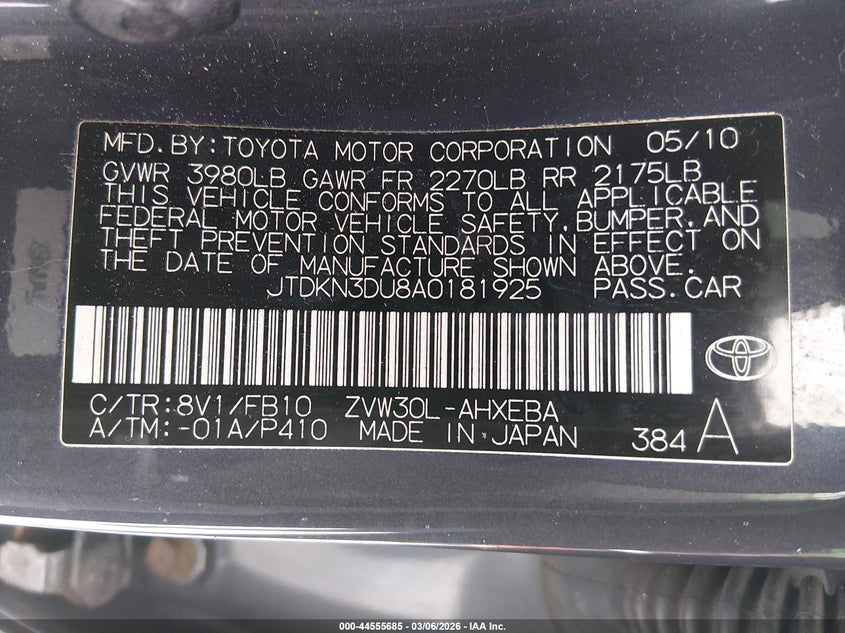 MFD.BY:TOYOTA MOTOR CORPORATION 05/10
GVWR 3980LB GAWR FR 2270LB RR 2175LB
THIS VEHICLE CONFORMS TO ALL APPLICABLE
FEDERAL MOTOR VEHICLE SAFETY,BUMPER,AND
THEFT PREVENTION STANDARDS IN EFFECT ON
THE DATE OF MANUFACTURE SHOWN ABOVE.
JTDKN3DU8A0181925 PASS.CAR
C/TR:8V1/FB10 ZVW30L-AHXEBA
A/TM:-01A/P410 MADE IN JAPAN 384 A
000-44555685 - 03/06/2026 - IAA Inc.